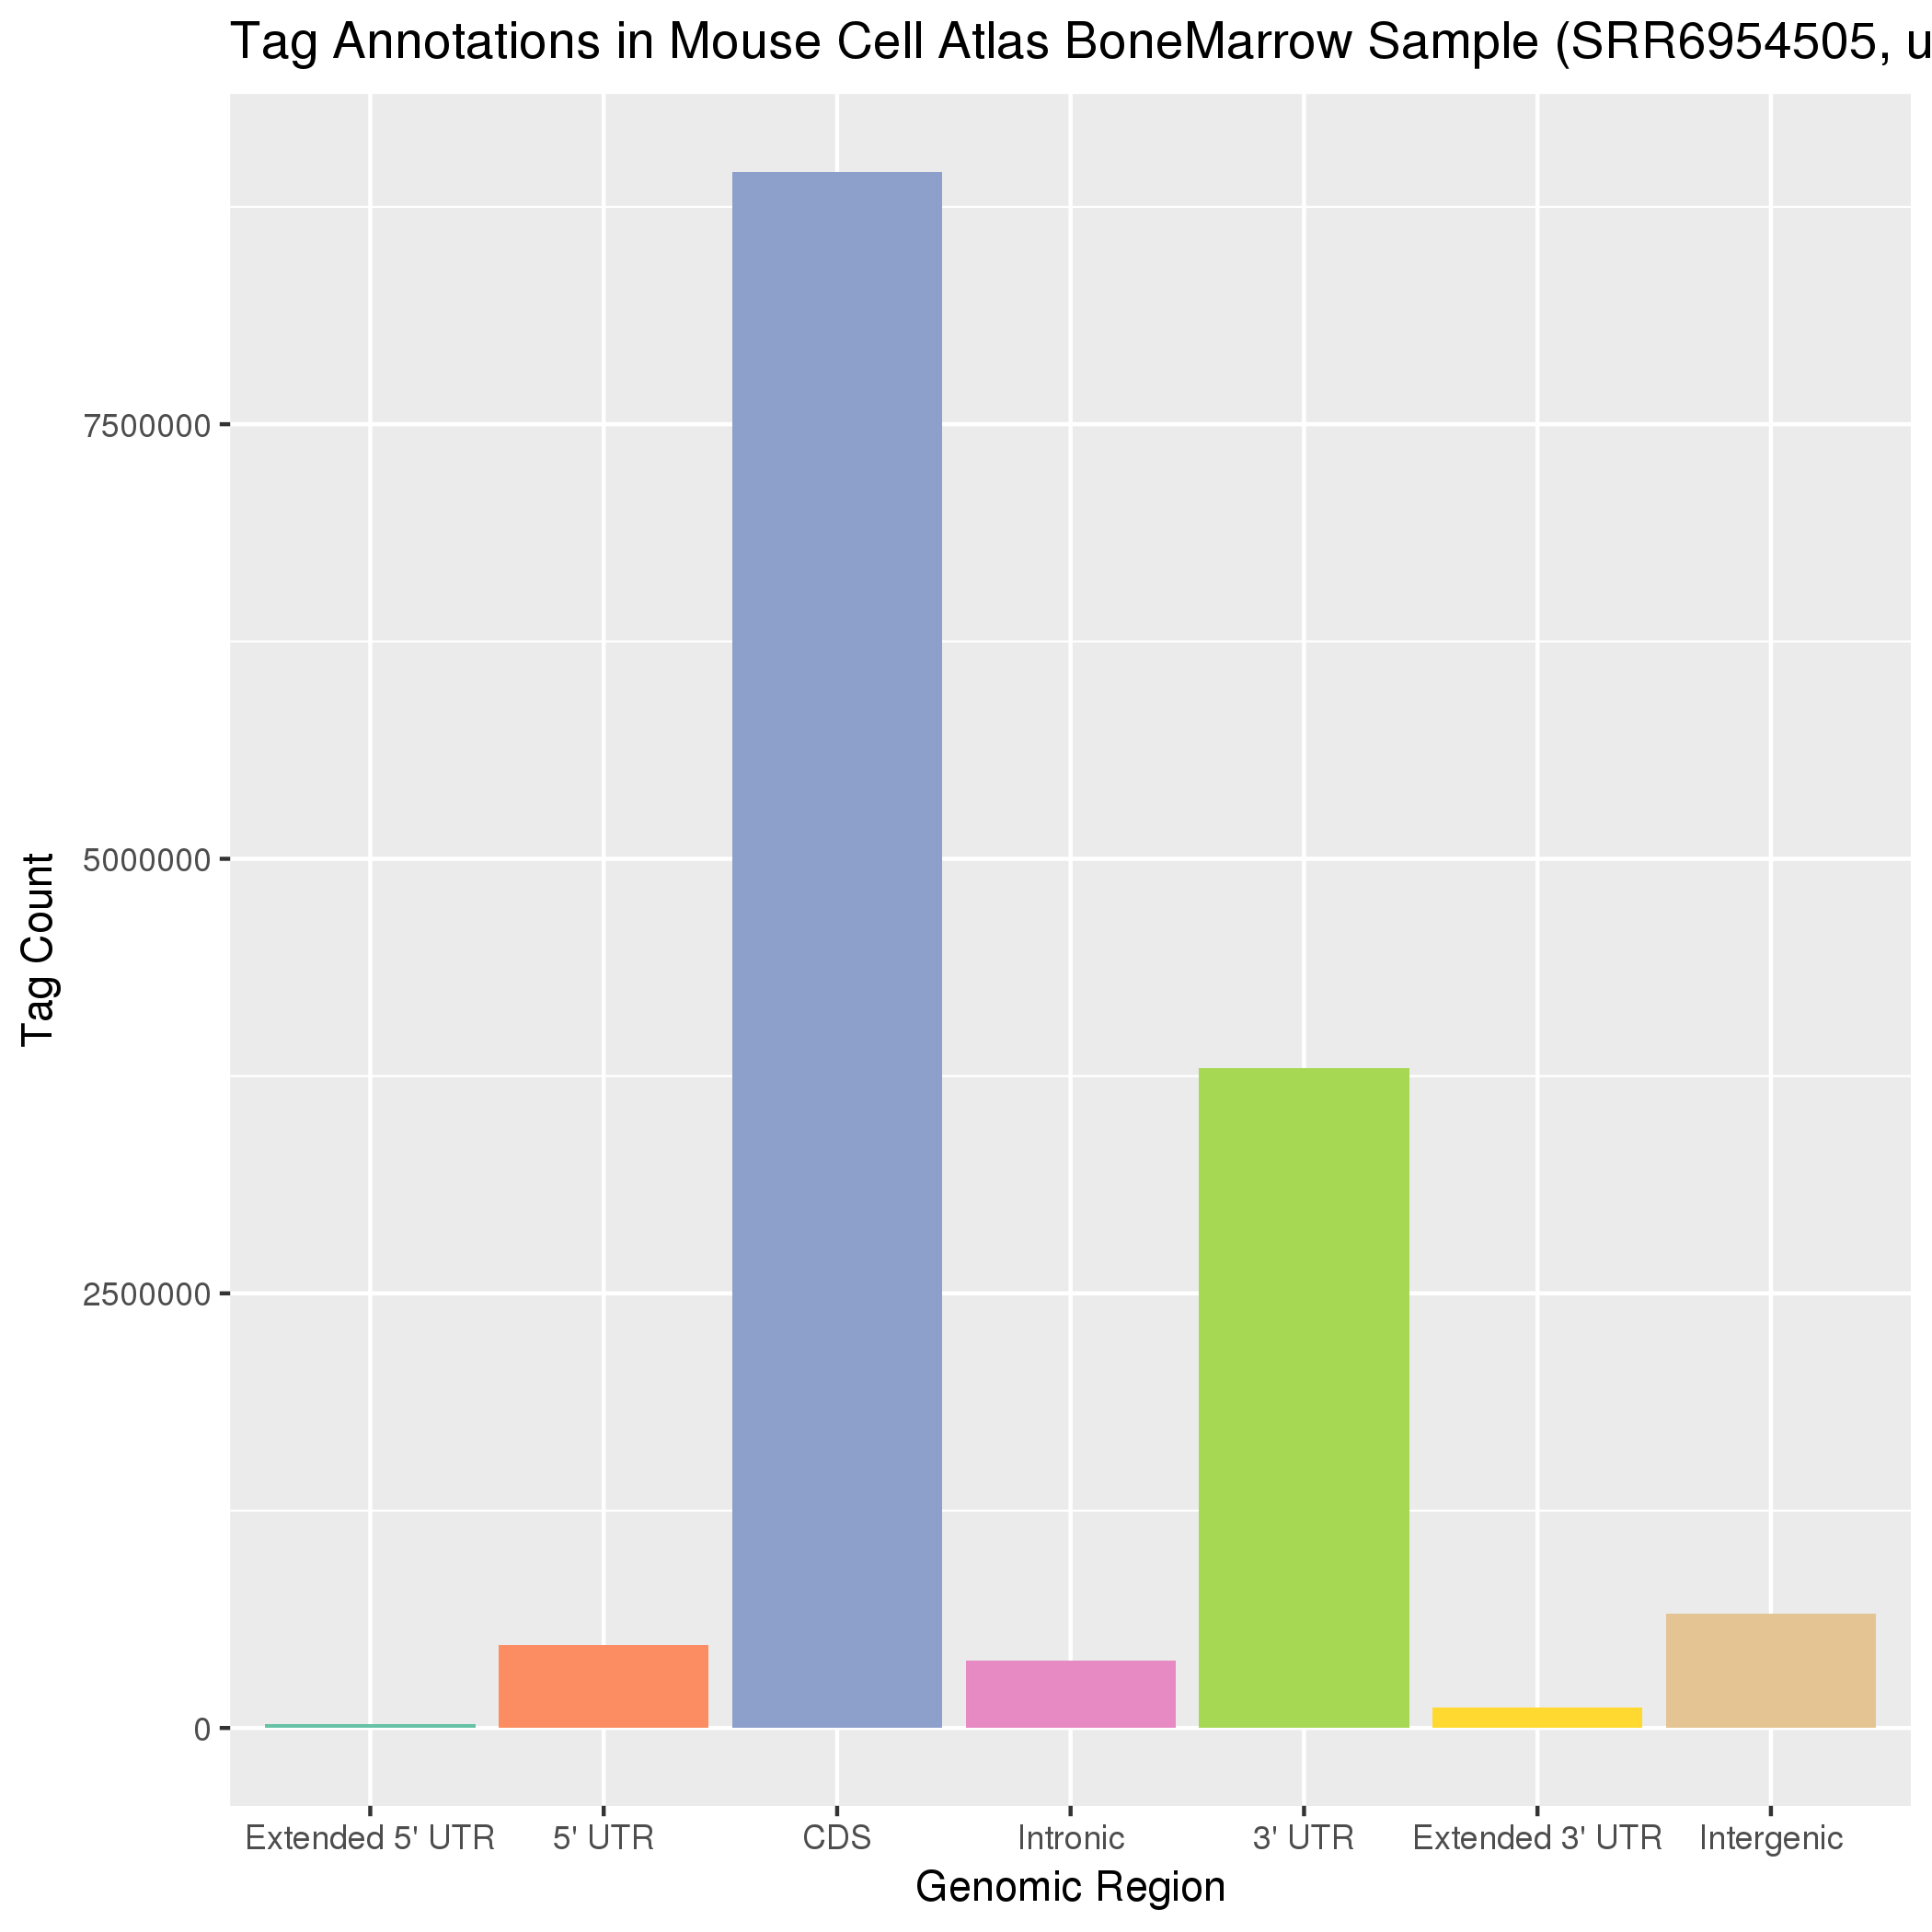 Tag Annotations in Mouse Cell Atlas BoneMarrow Sample (SRR6954505, u
7500000
5000000
2500000
0
Tag Count
Extended 5' UTR 5' UTR CDS Intronic 3' UTR Extended 3' UTR Intergenic
Genomic Region